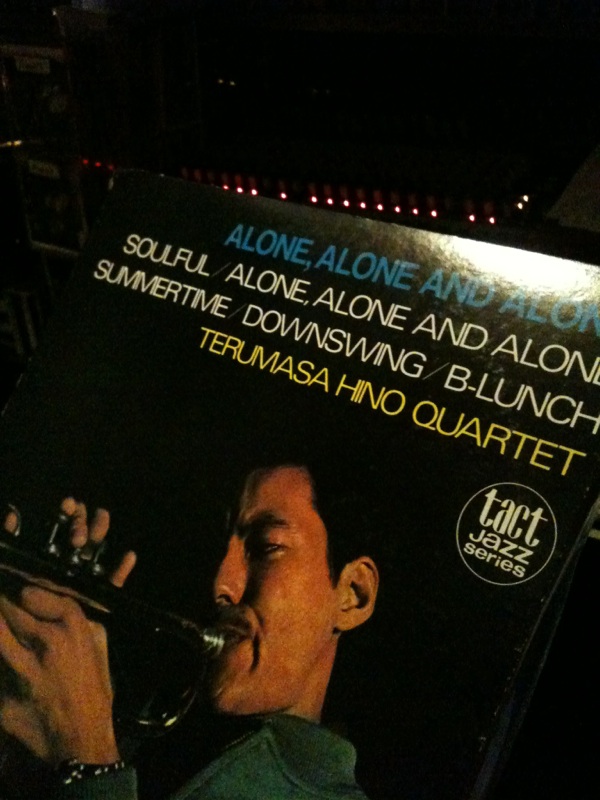 ALONE, ALONE AND ALON
SOULFUL / ALONE, ALONE AND ALONE
SUMMERTIME / DOWNSWING / B-LUNCH
TERUMASA HINO QUARTET
tact
jazz
series